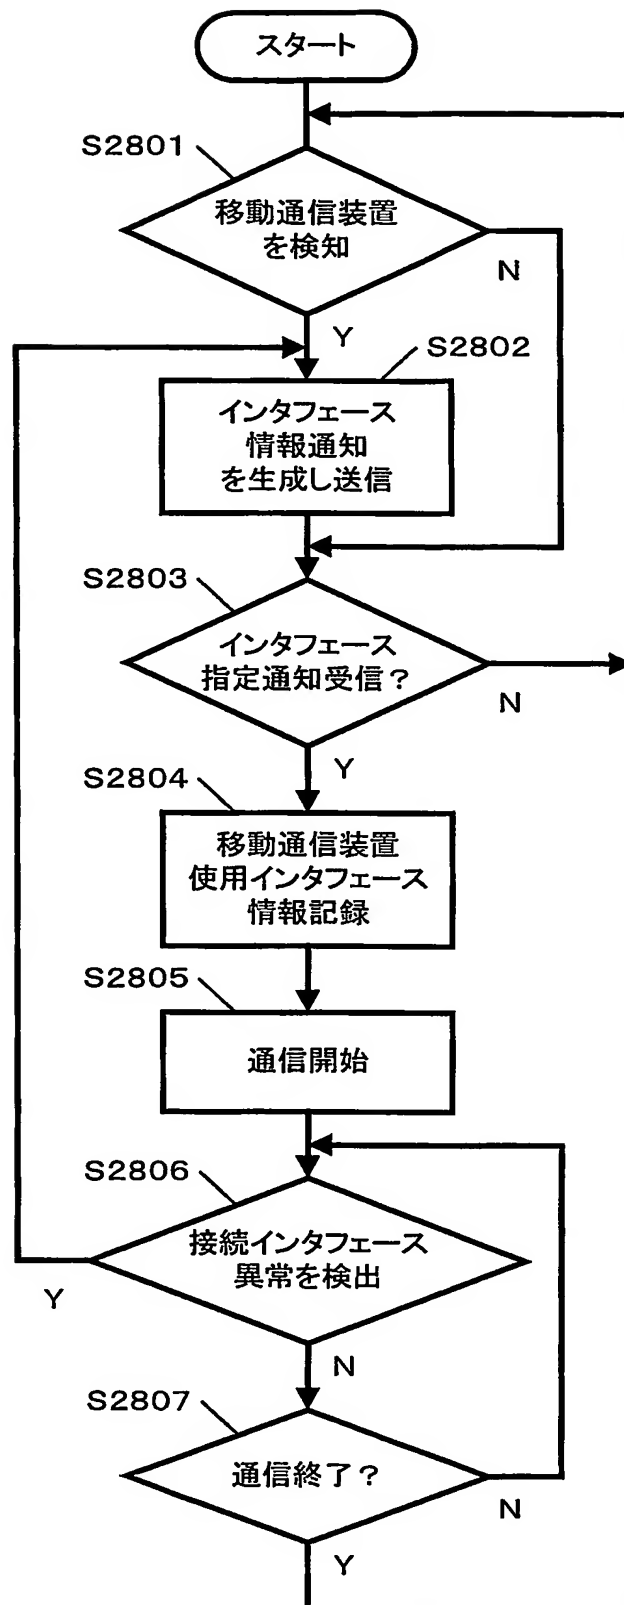 スタート
S2801
移動通信装置
を検知
N
Y
S2802
インタフェース
情報通知
を生成し送信
S2803
インタフェース
指定通知受信？
N
Y
S2804
移動通信装置
使用インタフェース
情報記録
S2805
通信開始
S2806
接続インタフェース
異常を検出
Y
N
S2807
通信終了？
N
Y